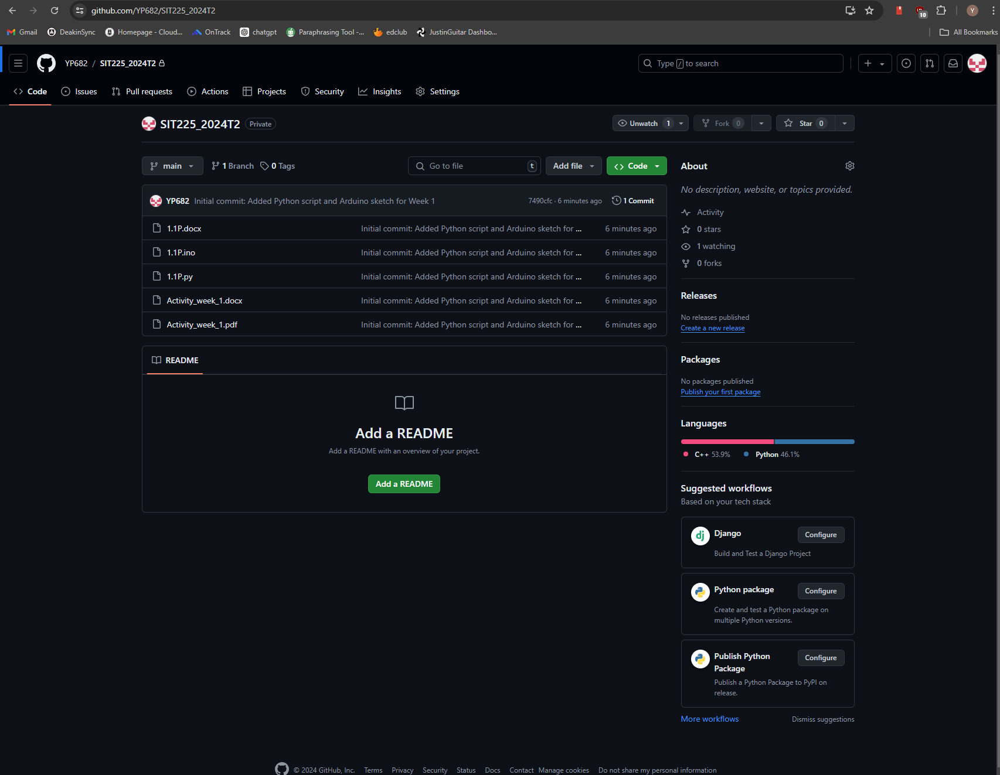 github.com/YP682/SIT225_2024T2
10
Y
Gmail DeakinSync Homepage - Cloud... OnTrack chatgpt Paraphrasing Tool -... edclub JustinGuitar Dashbo... All Bookmarks
YP682 / SIT225_2024T2 Type / to search
Code Issues Pull requests Actions Projects Security Insights Settings
SIT225_2024T2 Private Unwatch 1 Fork 0 Star 0
main 1 Branch 0 Tags Go to file t Add file Code
YP682 Initial commit: Added Python script and Arduino sketch for Week 1 7490cfc · 6 minutes ago 1 Commit
1.1P.docx Initial commit: Added Python script and Arduino sketch for ... 6 minutes ago
1.1P.ino Initial commit: Added Python script and Arduino sketch for ... 6 minutes ago
1.1P.py Initial commit: Added Python script and Arduino sketch for ... 6 minutes ago
Activity_week_1.docx Initial commit: Added Python script and Arduino sketch for ... 6 minutes ago
Activity_week_1.pdf Initial commit: Added Python script and Arduino sketch for ... 6 minutes ago
README
Add a README
Add a README with an overview of your project.
Add a README
About
No description, website, or topics provided.
Activity
0 stars
1 watching
0 forks
Releases
No releases published
Create a new release
Packages
No packages published
Publish your first package
Languages
C++ 53.9% Python 46.1%
Suggested workflows
Based on your tech stack
dj Django Configure
Build and Test a Django Project
Python package Configure
Create and test a Python package on
multiple Python versions.
Publish Python Configure
Package
Publish a Python Package to PyPI on
release.
More workflows Dismiss suggestions
© 2024 GitHub, Inc. Terms Privacy Security Status Docs Contact Manage cookies Do not share my personal information